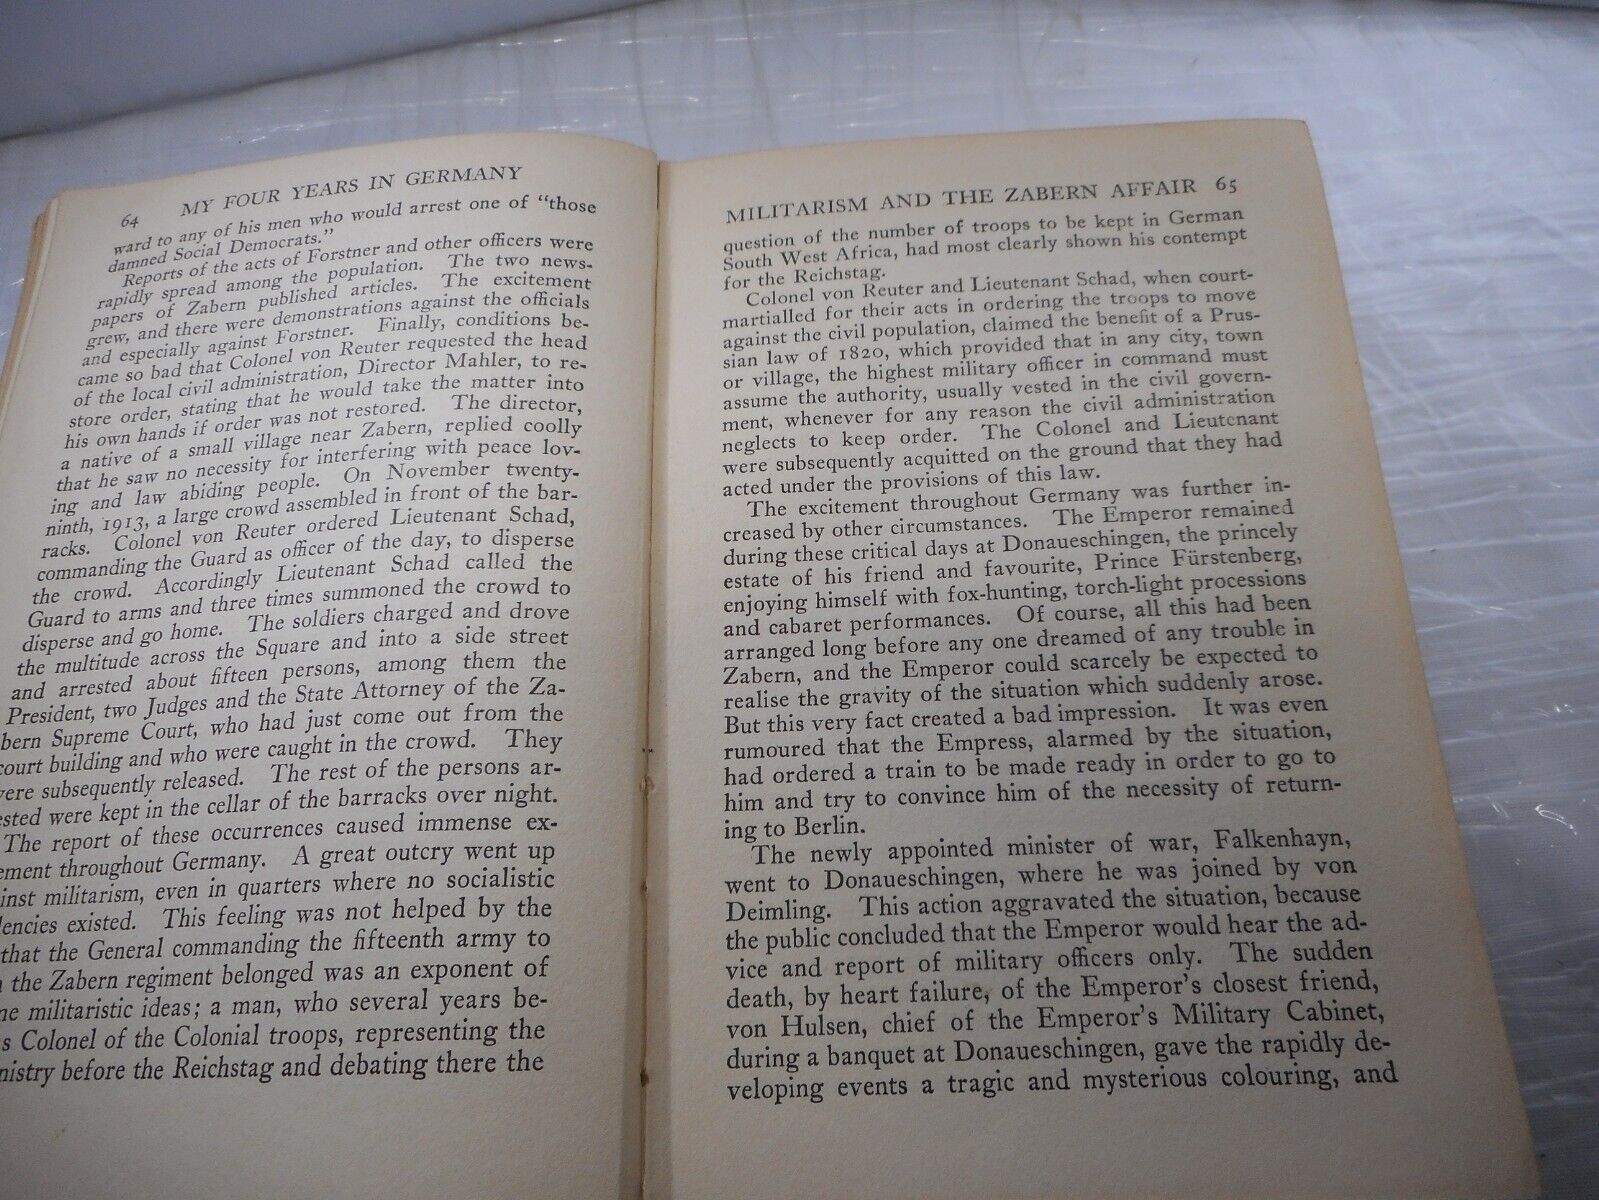 64 MY FOUR YEARS IN GERMANY
ward to any of his men who would arrest one of "those
damned Social Democrats."
Reports of the acts of Forstner and other officers were
rapidly spread among the population. The two news-
papers of Zabern published articles. The excitement
grew, and there were demonstrations against the officials
and especially against Forstner. Finally, conditions be-
came so bad that Colonel von Reuter requested the head
of the local civil administration, Director Mahler, to re-
store order, stating that he would take the matter into
his own hands if order was not restored. The director,
a native of a small village near Zabern, replied coolly
that he saw no necessity for interfering with peace lov-
ing and law abiding people. On November twenty-
ninth, 1913, a large crowd assembled in front of the bar-
racks. Colonel von Reuter ordered Lieutenant Schad,
commanding the Guard as officer of the day, to disperse
the crowd. Accordingly Lieutenant Schad called the
Guard to arms and three times summoned the crowd to
disperse and go home. The soldiers charged and drove
the multitude across the Square and into a side street
and arrested about fifteen persons, among them the
President, two Judges and the State Attorney of the Za-
bern Supreme Court, who had just come out from the
court building and who were caught in the crowd. They
were subsequently released. The rest of the persons ar-
ested were kept in the cellar of the barracks over night.
The report of these occurrences caused immense ex-
ement throughout Germany. A great outcry went up
inst militarism, even in quarters where no socialistic
dencies existed. This feeling was not helped by the
that the General commanding the fifteenth army to
the Zabern regiment belonged was an exponent of
me militaristic ideas; a man, who several years be-
s Colonel of the Colonial troops, representing the
nistry before the Reichstag and debating there the
MILITARISM AND THE ZABERN AFFAIR 65
question of the number of troops to be kept in German
South West Africa, had most clearly shown his contempt
for the Reichstag.
Colonel von Reuter and Lieutenant Schad, when court-
martialled for their acts in ordering the troops to move
against the civil population, claimed the benefit of a Prus-
sian law of 1820, which provided that in any city, town
or village, the highest military officer in command must
assume the authority, usually vested in the civil govern-
ment, whenever for any reason the civil administration
neglects to keep order. The Colonel and Lieutenant
were subsequently acquitted on the ground that they had
acted under the provisions of this law.
The excitement throughout Germany was further in-
creased by other circumstances. The Emperor remained
during these critical days at Donaueschingen, the princely
estate of his friend and favourite, Prince Fürstenberg,
enjoying himself with fox-hunting, torch-light processions
and cabaret performances. Of course, all this had been
arranged long before any one dreamed of any trouble in
Zabern, and the Emperor could scarcely be expected to
realise the gravity of the situation which suddenly arose.
But this very fact created a bad impression. It was even
rumoured that the Empress, alarmed by the situation,
had ordered a train to be made ready in order to go to
him and try to convince him of the necessity of return-
ing to Berlin.
The newly appointed minister of war, Falkenhayn,
went to Donaueschingen, where he was joined by von
Deimling. This action aggravated the situation, because
the public concluded that the Emperor would hear the ad-
vice and report of military officers only. The sudden
death, by heart failure, of the Emperor's closest friend,
von Hulsen, chief of the Emperor's Military Cabinet,
during a banquet at Donaueschingen, gave the rapidly de-
veloping events a tragic and mysterious colouring, and